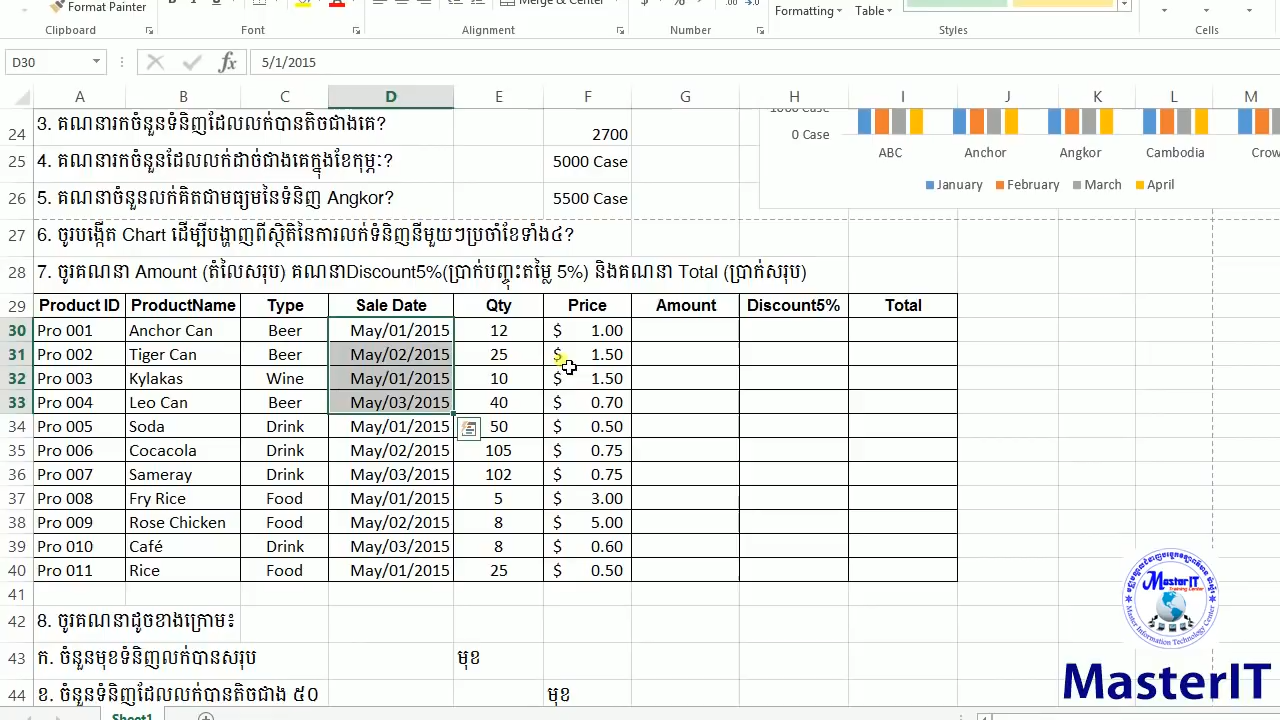 Format Painter
Merge & Center
Formatting
Table
Clipboard
Font
Alignment
Number
Styles
Cells
D30
5/1/2015
A B C D E F G H I J K L M
24 3. គណនារកចំនួនទំនិញដែលលក់បានតិចជាងគេ? 2700
25 4. គណនារកចំនួនដែលលក់ដាច់ជាងគេក្នុងខែកុម្ភៈ? 5000 Case
26 5. គណនាចំនួនលក់គិតជាមធ្យមនៃទំនិញ Angkor? 5500 Case
0 Case
ABC Anchor Angkor Cambodia Crow
January February March April
27 6. ចូរបង្កើត Chart ដើម្បីបង្ហាញពីស្ថិតិនៃការលក់ទំនិញនីមួយៗប្រចាំខែទាំង៤?
28 7. ចូរគណនា Amount (តំលៃសរុប) គណនាDiscount5%(ប្រាក់បញ្ចុះតម្លៃ 5%) និងគណនា Total (ប្រាក់សរុប)
29 Product ID ProductName Type Sale Date Qty Price Amount Discount5% Total
30 Pro 001 Anchor Can Beer May/01/2015 12 $ 1.00
31 Pro 002 Tiger Can Beer May/02/2015 25 $ 1.50
32 Pro 003 Kylakas Wine May/01/2015 10 $ 1.50
33 Pro 004 Leo Can Beer May/03/2015 40 $ 0.70
34 Pro 005 Soda Drink May/01/2015 50 $ 0.50
35 Pro 006 Cocacola Drink May/02/2015 105 $ 0.75
36 Pro 007 Sameray Drink May/03/2015 102 $ 0.75
37 Pro 008 Fry Rice Food May/01/2015 5 $ 3.00
38 Pro 009 Rose Chicken Food May/02/2015 8 $ 5.00
39 Pro 010 Café Drink May/03/2015 8 $ 0.60
40 Pro 011 Rice Food May/01/2015 25 $ 0.50
41
42 8. ចូរគណនាដូចខាងក្រោម៖
43 ក. ចំនួនមុខទំនិញលក់បានសរុប មុខ
44 ខ. ចំនួនទំនិញដែលលក់បានតិចជាង ៥០ មុខ
Sheet1
MasterIT
Training Center
MasterIT